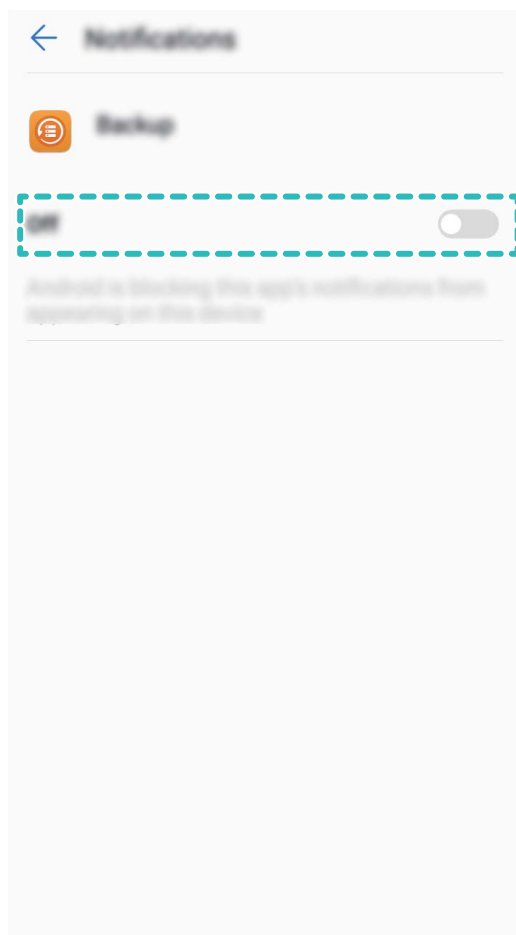 Notifications
Backup
Off
Android is blocking this app's notifications from
appearing on this device